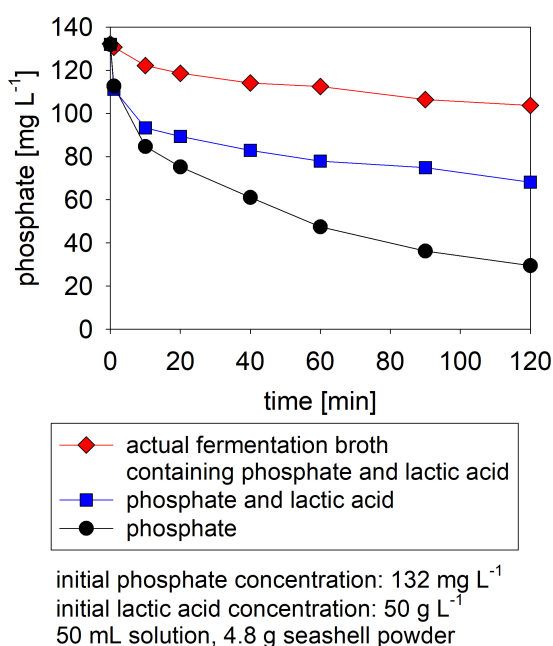 phosphate [mg L⁻¹]
140
120
100
80
60
40
20
0
0 20 40 60 80 100 120
time [min]
actual fermentation broth
containing phosphate and lactic acid
phosphate and lactic acid
phosphate
initial phosphate concentration: 132 mg L⁻¹
initial lactic acid concentration: 50 g L⁻¹
50 mL solution, 4.8 g seashell powder